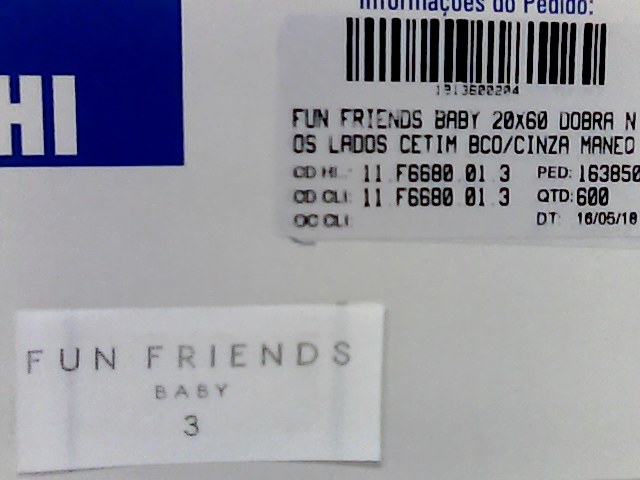 HI
Informações do Pedido:
1913600204
FUN FRIENDS BABY 20x60 DOBRA N
OS LADOS CETIM BCO/CINZA MANEQ
CD HI.: 11 F6680 01 3 PED: 163850
CD CLI: 11 F6680 01 3 QTD: 600
OC CLI: DT: 16/05/18
FUN FRIENDS
BABY
3